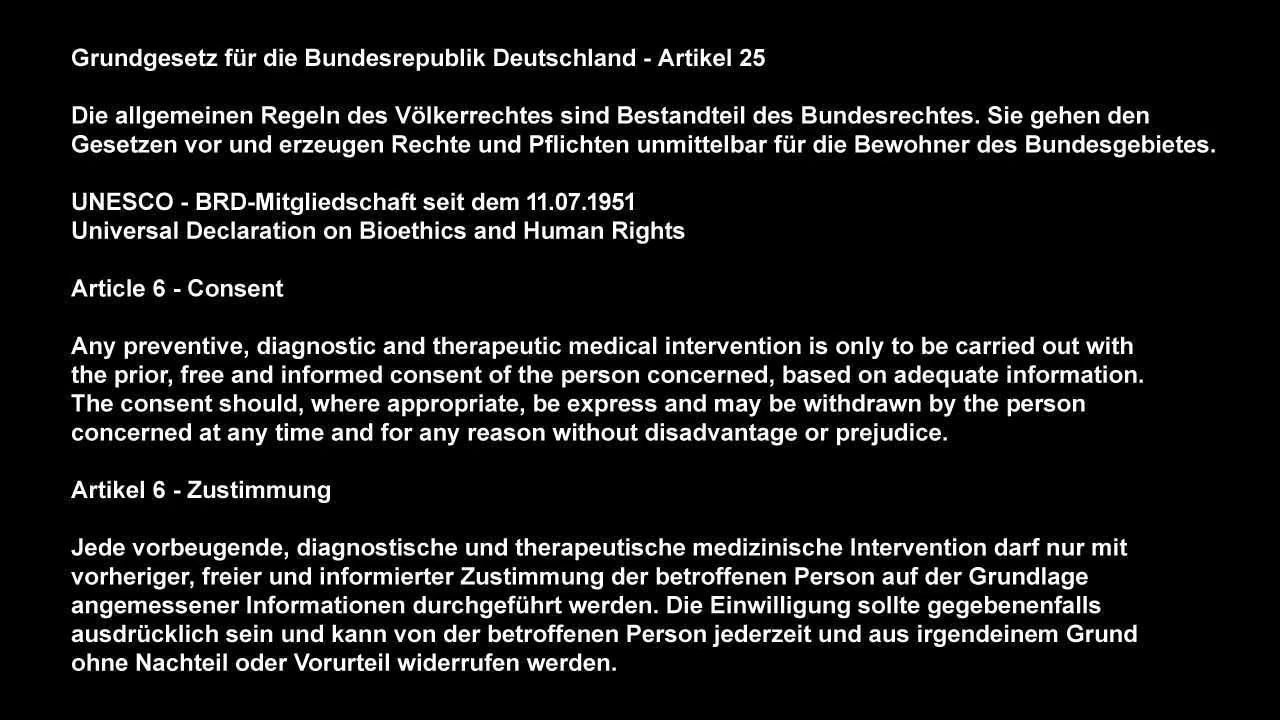 Grundgesetz für die Bundesrepublik Deutschland - Artikel 25
Die allgemeinen Regeln des Völkerrechtes sind Bestandteil des Bundesrechtes. Sie gehen den
Gesetzen vor und erzeugen Rechte und Pflichten unmittelbar für die Bewohner des Bundesgebietes.
UNESCO - BRD-Mitgliedschaft seit dem 11.07.1951
Universal Declaration on Bioethics and Human Rights
Article 6 - Consent
Any preventive, diagnostic and therapeutic medical intervention is only to be carried out with
the prior, free and informed consent of the person concerned, based on adequate information.
The consent should, where appropriate, be express and may be withdrawn by the person
concerned at any time and for any reason without disadvantage or prejudice.
Artikel 6 - Zustimmung
Jede vorbeugende, diagnostische und therapeutische medizinische Intervention darf nur mit
vorheriger, freier und informierter Zustimmung der betroffenen Person auf der Grundlage
angemessener Informationen durchgeführt werden. Die Einwilligung sollte gegebenenfalls
ausdrücklich sein und kann von der betroffenen Person jederzeit und aus irgendeinem Grund
ohne Nachteil oder Vorurteil widerrufen werden.